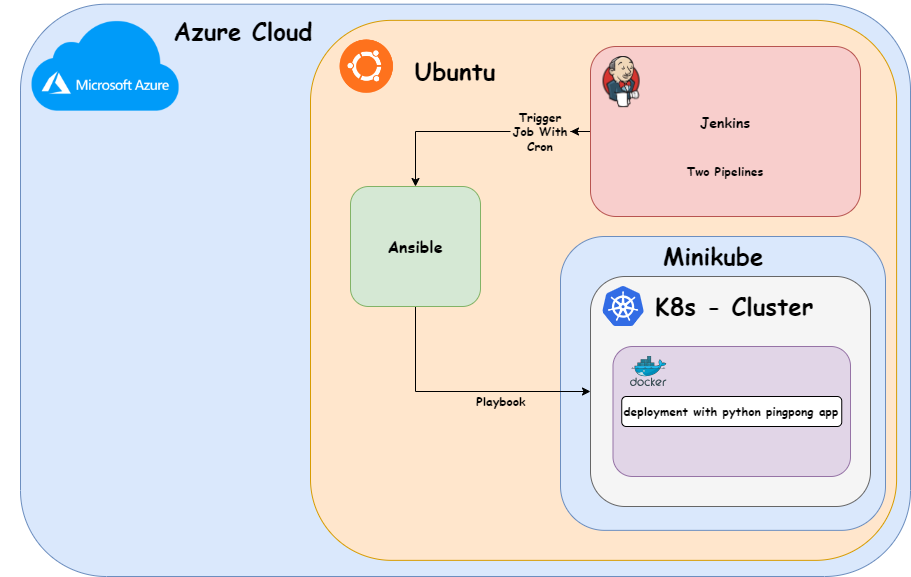 Azure Cloud
Microsoft Azure
Ubuntu
Trigger
Job With
Cron
Jenkins
Two Pipelines
Ansible
Minikube
K8s - Cluster
docker
deployment with python pingpong app
Playbook